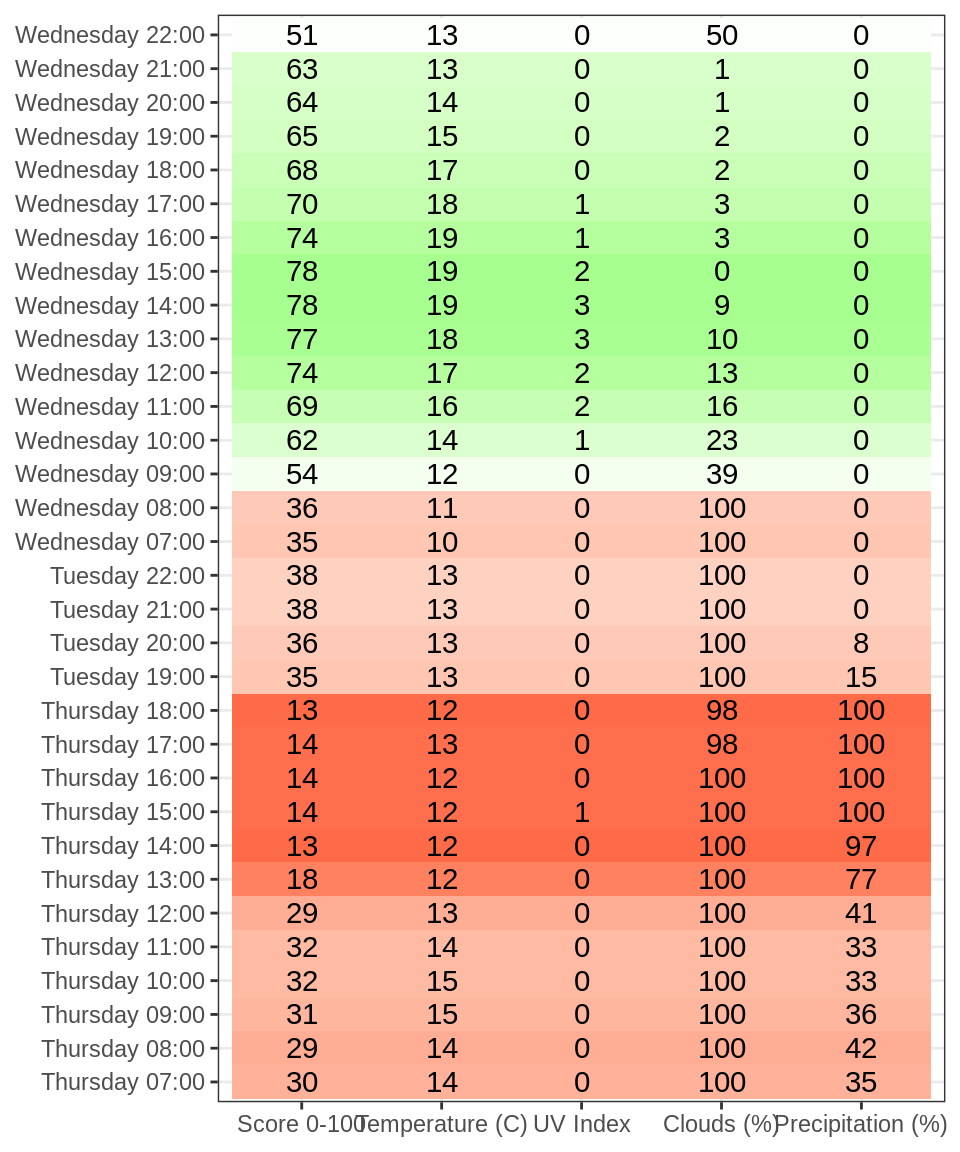 Wednesday 22:00 51 13 0 50 0
Wednesday 21:00 63 13 0 1 0
Wednesday 20:00 64 14 0 1 0
Wednesday 19:00 65 15 0 2 0
Wednesday 18:00 68 17 0 2 0
Wednesday 17:00 70 18 1 3 0
Wednesday 16:00 74 19 1 3 0
Wednesday 15:00 78 19 2 0 0
Wednesday 14:00 78 19 3 9 0
Wednesday 13:00 77 18 3 10 0
Wednesday 12:00 74 17 2 13 0
Wednesday 11:00 69 16 2 16 0
Wednesday 10:00 62 14 1 23 0
Wednesday 09:00 54 12 0 39 0
Wednesday 08:00 36 11 0 100 0
Wednesday 07:00 35 10 0 100 0
Tuesday 22:00 38 13 0 100 0
Tuesday 21:00 38 13 0 100 0
Tuesday 20:00 36 13 0 100 8
Tuesday 19:00 35 13 0 100 15
Thursday 18:00 13 12 0 98 100
Thursday 17:00 14 13 0 98 100
Thursday 16:00 14 12 0 100 100
Thursday 15:00 14 12 1 100 100
Thursday 14:00 13 12 0 100 97
Thursday 13:00 18 12 0 100 77
Thursday 12:00 29 13 0 100 41
Thursday 11:00 32 14 0 100 33
Thursday 10:00 32 15 0 100 33
Thursday 09:00 31 15 0 100 36
Thursday 08:00 29 14 0 100 42
Thursday 07:00 30 14 0 100 35
Score 0-100 Temperature (C) UV Index Clouds (%) Precipitation (%)